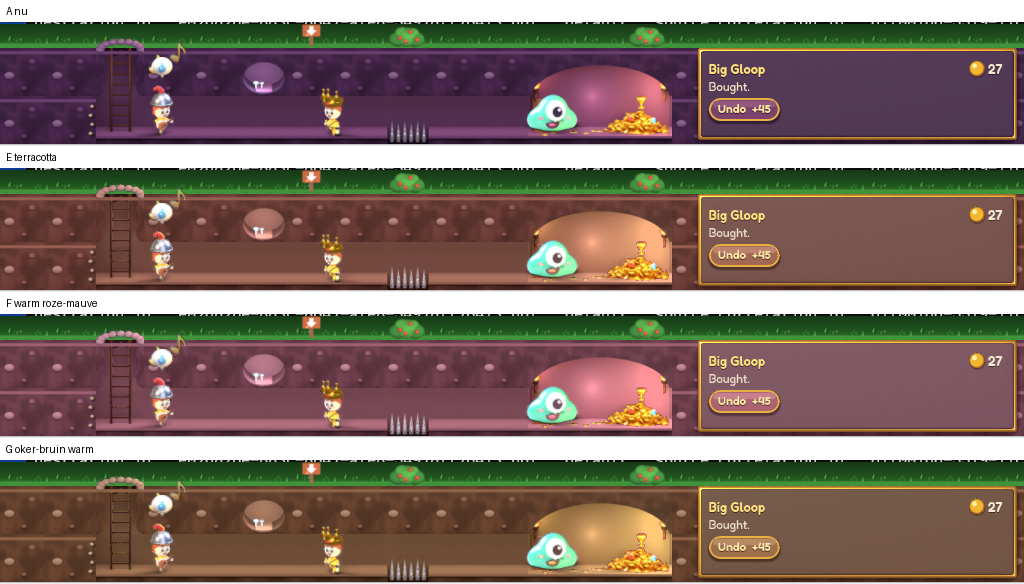 A nu
Big Gloop
27
Bought.
Undo +45
E terracotta
Big Gloop
27
Bought.
Undo +45
F warm roze-mauve
Big Gloop
27
Bought.
Undo +45
G oker-bruin warm
Big Gloop
27
Bought.
Undo +45